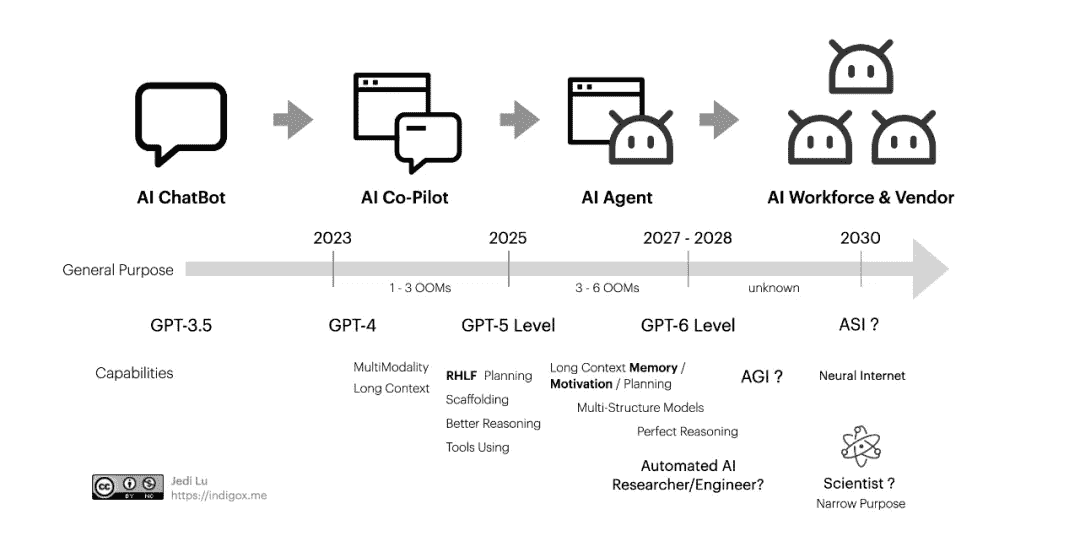 AI ChatBot
AI Co-Pilot
AI Agent
AI Workforce & Vendor
2023
2025
2027 - 2028
2030
General Purpose
1 - 3 OOMs
3 - 6 OOMs
unknown
GPT-3.5
GPT-4
GPT-5 Level
GPT-6 Level
ASI ?
Capabilities
MultiModality
Long Context
RHLF Planning
Scaffolding
Better Reasoning
Tools Using
Long Context Memory /
Motivation / Planning
Multi-Structure Models
Perfect Reasoning
AGI ?
Neural Internet
Automated AI
Researcher/Engineer?
Scientist ?
Narrow Purpose
cc
BY NC
Jedi Lu
https://indigox.me